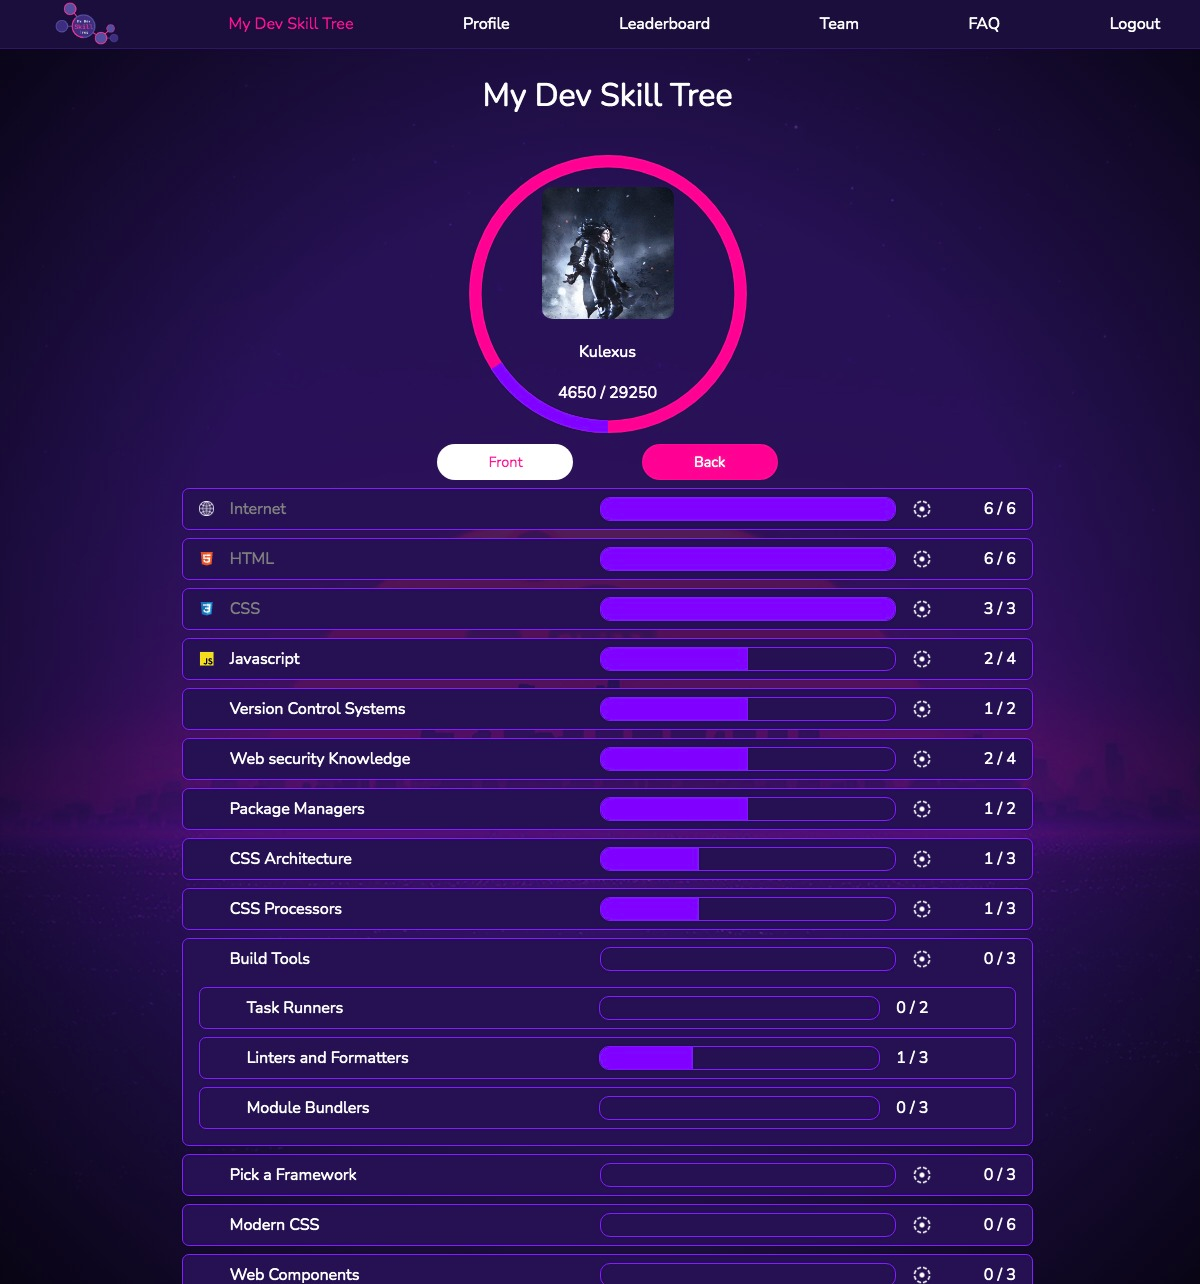 My Dev Skill Tree
Profile
Leaderboard
Team
FAQ
Logout
My Dev Skill Tree
Kulexus
4650 / 29250
Front
Back
Internet 6 / 6
HTML 6 / 6
CSS 3 / 3
JS Javascript 2 / 4
Version Control Systems 1 / 2
Web security Knowledge 2 / 4
Package Managers 1 / 2
CSS Architecture 1 / 3
CSS Processors 1 / 3
Build Tools 0 / 3
Task Runners 0 / 2
Linters and Formatters 1 / 3
Module Bundlers 0 / 3
Pick a Framework 0 / 3
Modern CSS 0 / 6
Web Components 0 / 3